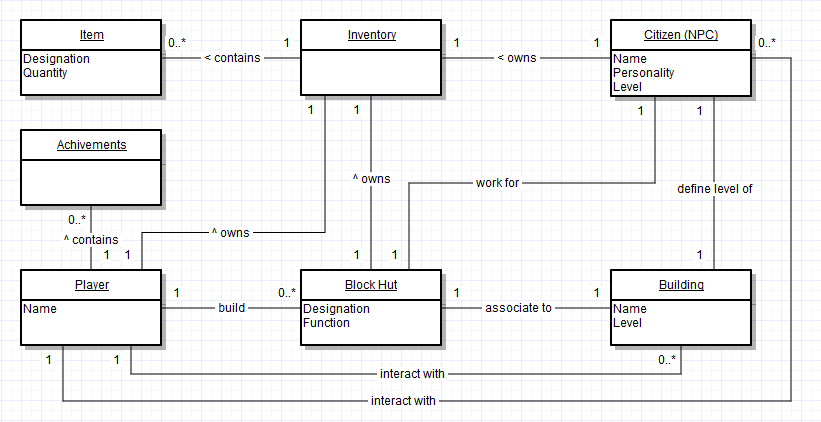 Item
Designation
Quantity
0..*
< contains
1
Inventory
1
< owns
1
Citizen (NPC)
Name
Personality
Level
0..*
1
1
1
1
Achivements
^ owns
work for
define level of
0..*
^ contains
1
1
^ owns
1
1
1
Player
Name
1
build
0..*
Block Hut
Designation
Function
1
associate to
1
Building
Name
Level
1
1
interact with
0..*
interact with